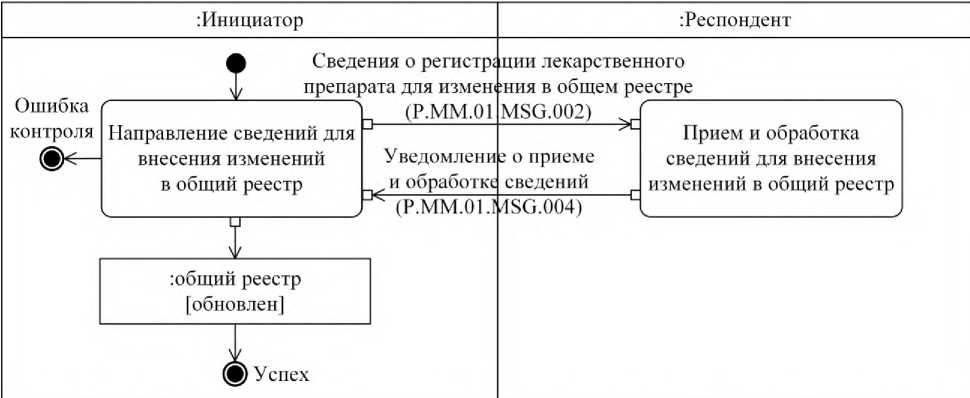 :Инициатор
:Респондент
Сведения о регистрации лекарственного
препарата для изменения в общем реестре
(P.MM.01.MSG.002)
Ошибка
контроля
Направление сведений для
внесения изменений
в общий реестр
Прием и обработка
сведений для внесения
изменений в общий реестр
Уведомление о приеме
и обработке сведений
(P.MM.01.MSG.004)
:общий реестр
[обновлен]
Успех